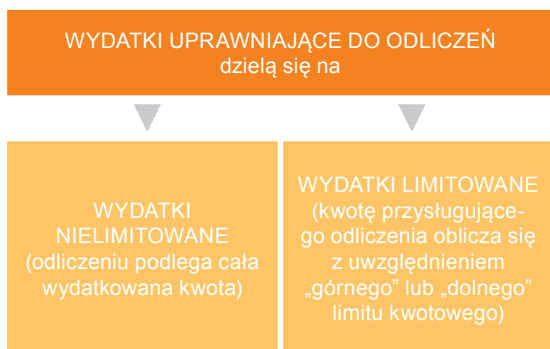 WYDATKI UPRAWNIAJĄCE DO ODLICZEŃ
dzielą się na
WYDATKI
NIELIMITOWANE
(odliczeniu podlega cała
wydatkowana kwota)
WYDATKI LIMITOWANE
(kwotę przysługujące-
go odliczenia oblicza się
z uwzględnieniem
„górnego” lub „dolnego”
limitu kwotowego)